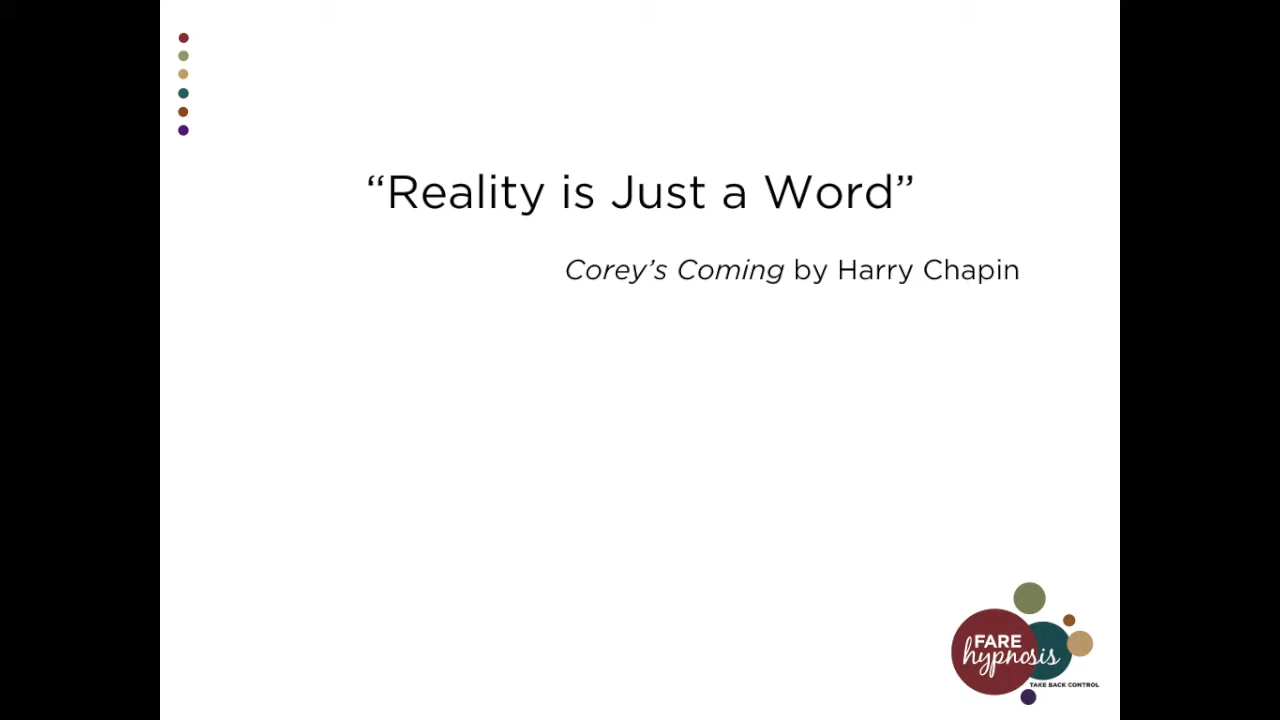 “Reality is Just a Word”
Corey’s Coming by Harry Chapin
FARE
hypnosis
TAKE BACK CONTROL